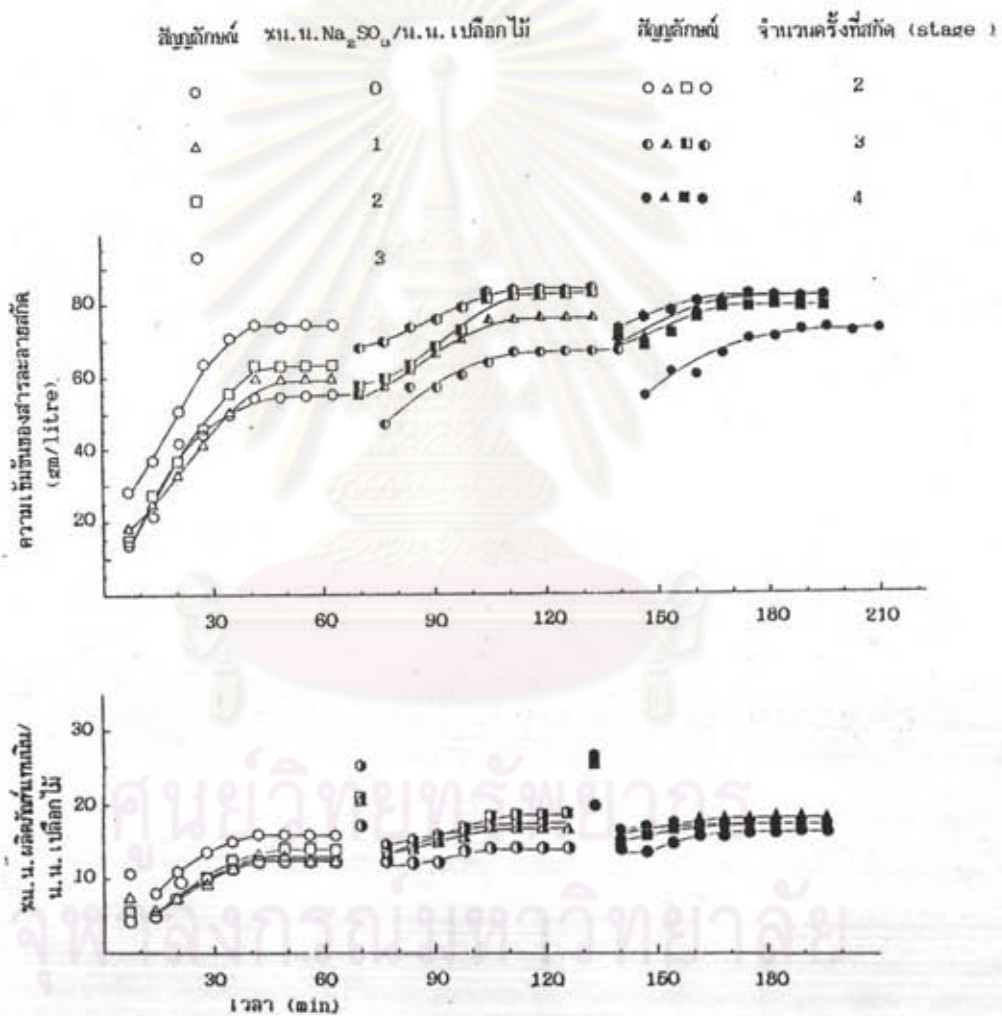 สัญญลักษณ์ %น.น.Na₂SO₃/น.น.เปลือกไม้ สัญญลักษณ์ จำนวนครั้งที่สกัด (stage )
○ 0 ○ △ □ ○ 2
△ 1 3
□ 2 ● ▲ ■ ● 4
○ 3
ความเข้มข้นของสารละลายสกัด
(gm/litre)
80
60
40
20
30 60 90 120 150 180 210
%น.น.ผลิตภัณฑ์แทนนิน/
น.น.เปลือกไม้
30
20
10
30 60 90 120 150 180 210
เวลา (min)
ศูนย์วิทยทรัพยากร
จุฬาลงกรณ์มหาวิทยาลัย